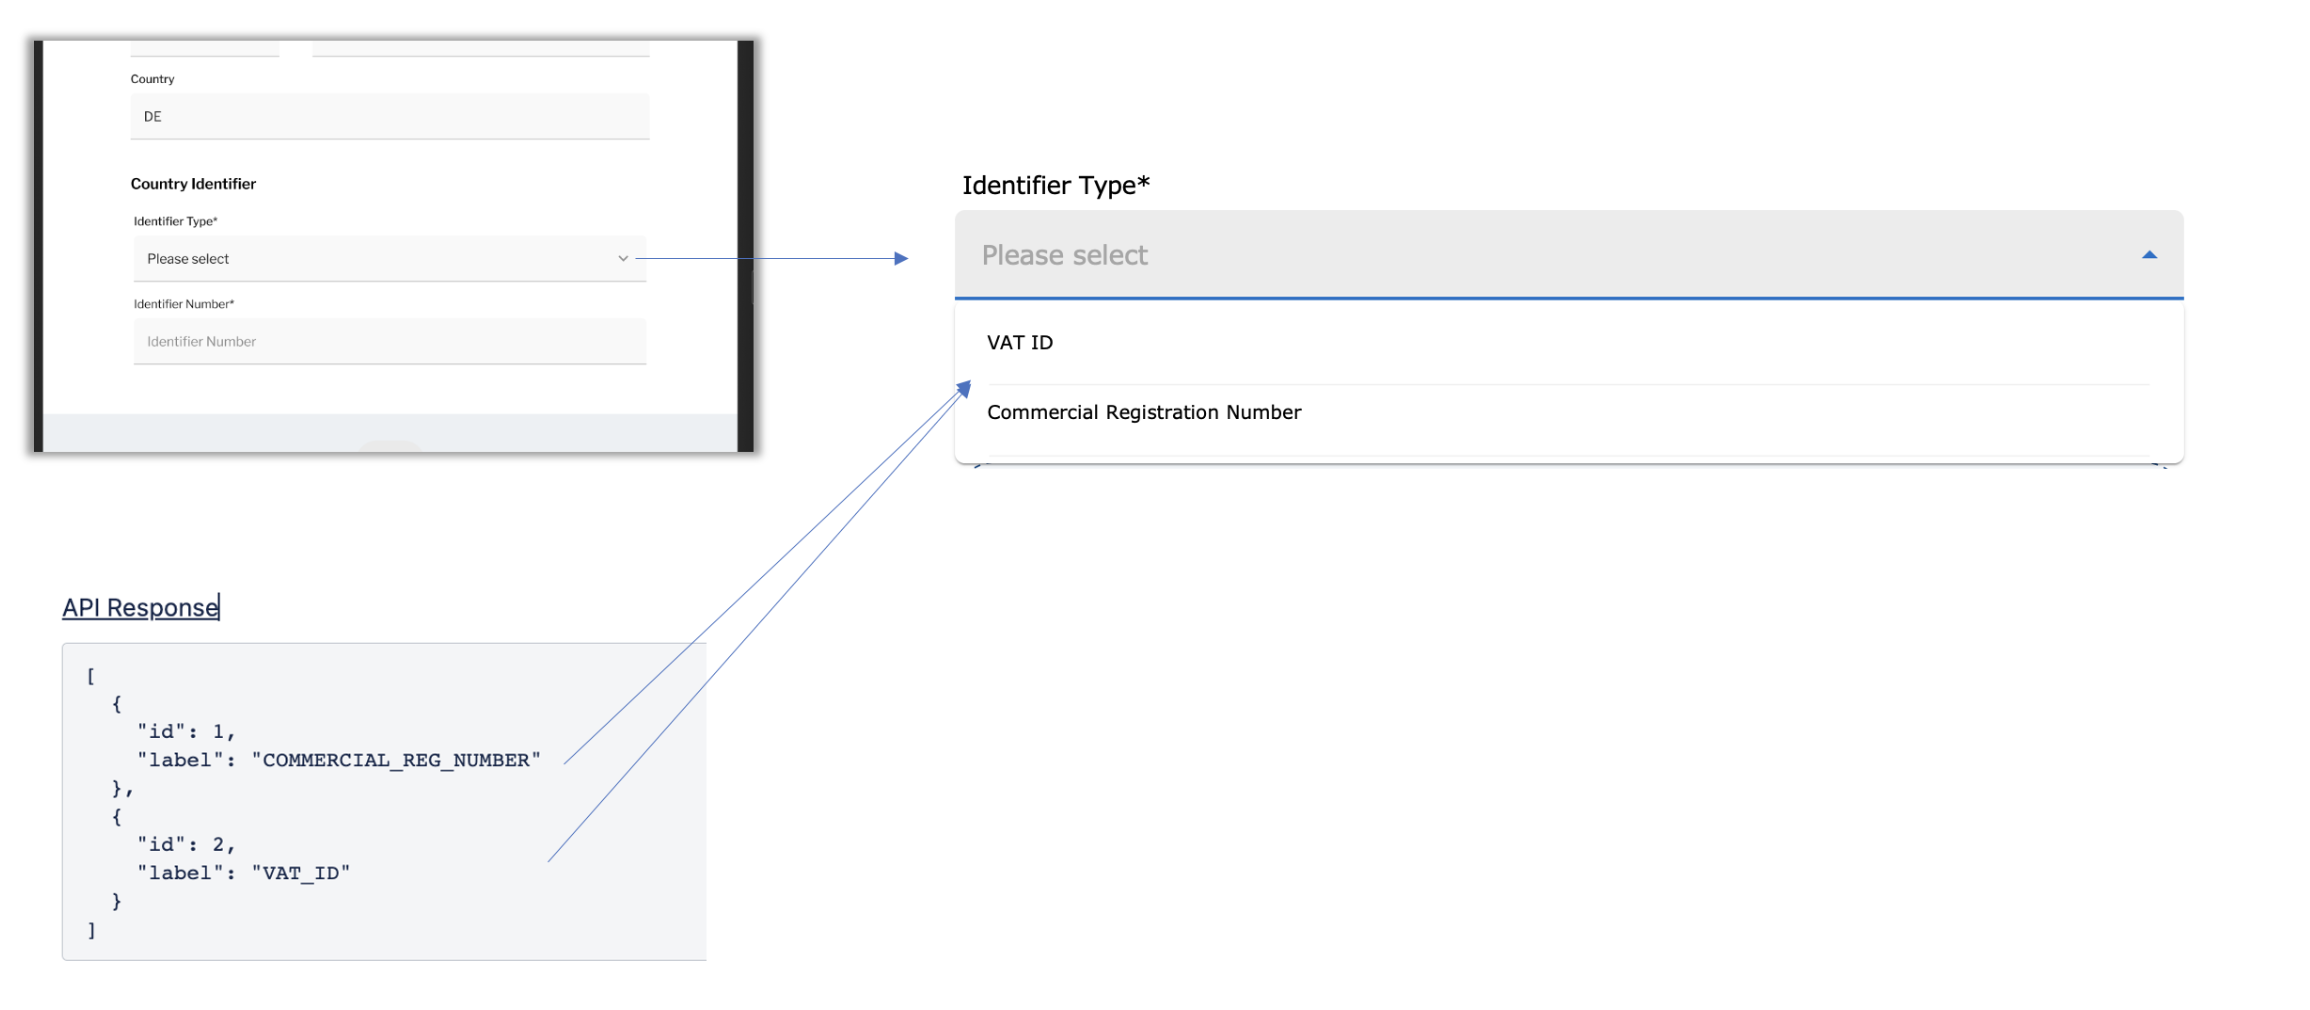 Country
DE
Country Identifier
Identifier Type*
Please select
Identifier Number*
Identifier Number
Identifier Type*
Please select
VAT ID
Commercial Registration Number
API Response
[
{
"id": 1,
"label": "COMMERCIAL_REG_NUMBER"
},
{
"id": 2,
"label": "VAT_ID"
}
]